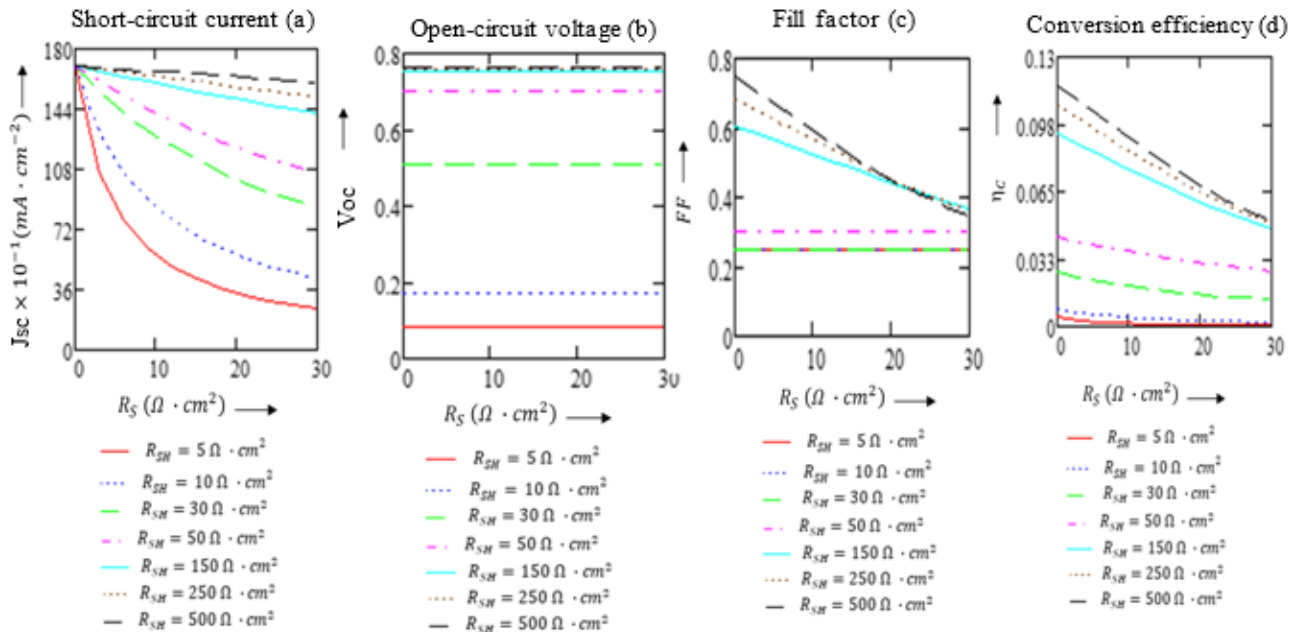 Short-circuit current (a)
180
144
108
72
36
0
0
10
20
30
Jsc × 10⁻¹(mA · cm⁻²)
R_S (Ω · cm²)
R_SH = 5 Ω · cm²
R_SH = 10 Ω · cm²
R_SH = 30 Ω · cm²
R_SH = 50 Ω · cm²
R_SH = 150 Ω · cm²
R_SH = 250 Ω · cm²
R_SH = 500 Ω · cm²
Open-circuit voltage (b)
0.8
0.6
0.4
0.2
0
0
10
20
30
Voc
R_S (Ω · cm²)
R_SH = 5 Ω · cm²
R_SH = 10 Ω · cm²
R_SH = 30 Ω · cm²
R_SH = 50 Ω · cm²
R_SH = 150 Ω · cm²
R_SH = 250 Ω · cm²
R_SH = 500 Ω · cm²
Fill factor (c)
0.8
0.6
0.4
0.2
0
0
10
20
30
FF
R_S (Ω · cm²)
R_SH = 5 Ω · cm²
R_SH = 10 Ω · cm²
R_SH = 30 Ω · cm²
R_SH = 50 Ω · cm²
R_SH = 150 Ω · cm²
R_SH = 250 Ω · cm²
R_SH = 500 Ω · cm²
Conversion efficiency (d)
0.13
0.098
0.065
0.033
0
0
10
20
30
η_C
R_S (Ω · cm²)
R_SH = 5 Ω · cm²
R_SH = 10 Ω · cm²
R_SH = 30 Ω · cm²
R_SH = 50 Ω · cm²
R_SH = 150 Ω · cm²
R_SH = 250 Ω · cm²
R_SH = 500 Ω · cm²